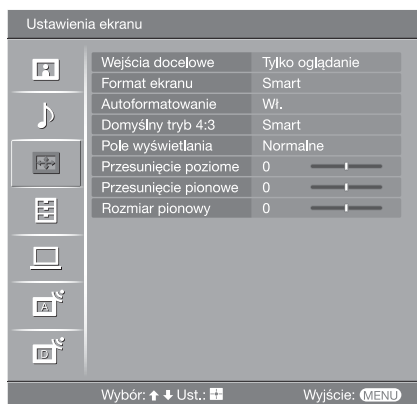 Ustawienia ekranu
Wejścia docelowe Tylko oglądanie
Format ekranu Smart
Autoformatowanie Wł.
Domyślny tryb 4:3 Smart
Pole wyświetlania Normalne
Przesunięcie poziome 0
Przesunięcie pionowe 0
Rozmiar pionowy 0
A
D
Wybór: Ust.: Wyjście: MENU